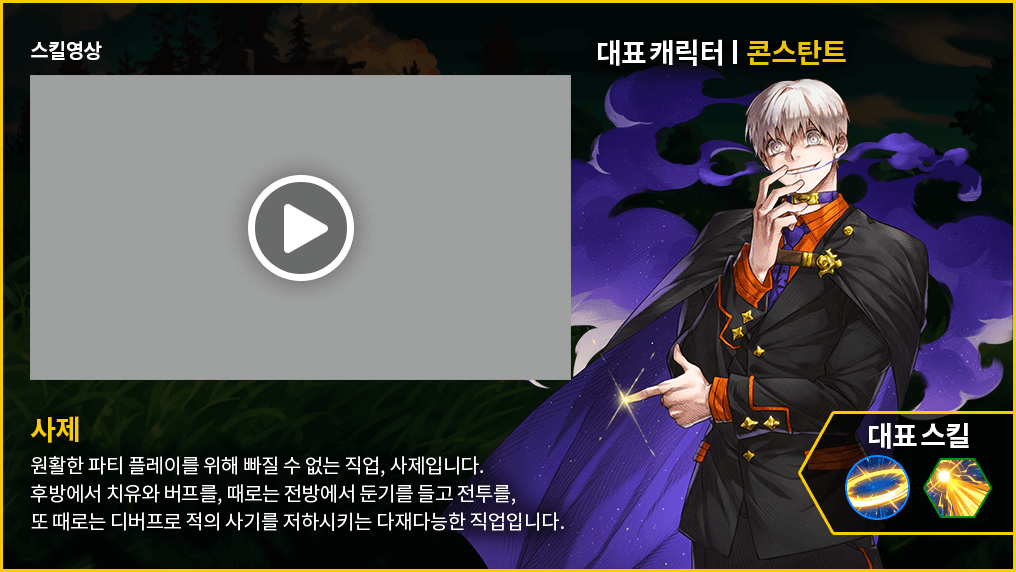 스킬영상
대표 캐릭터 | 콘스탄트
사제
원활한 파티 플레이를 위해 빠질 수 없는 직업, 사제입니다.
후방에서 치유와 버프를, 때로는 전방에서 둔기를 들고 전투를,
또 때로는 디버프로 적의 사기를 저하시키는 다재다능한 직업입니다.
대표 스킬